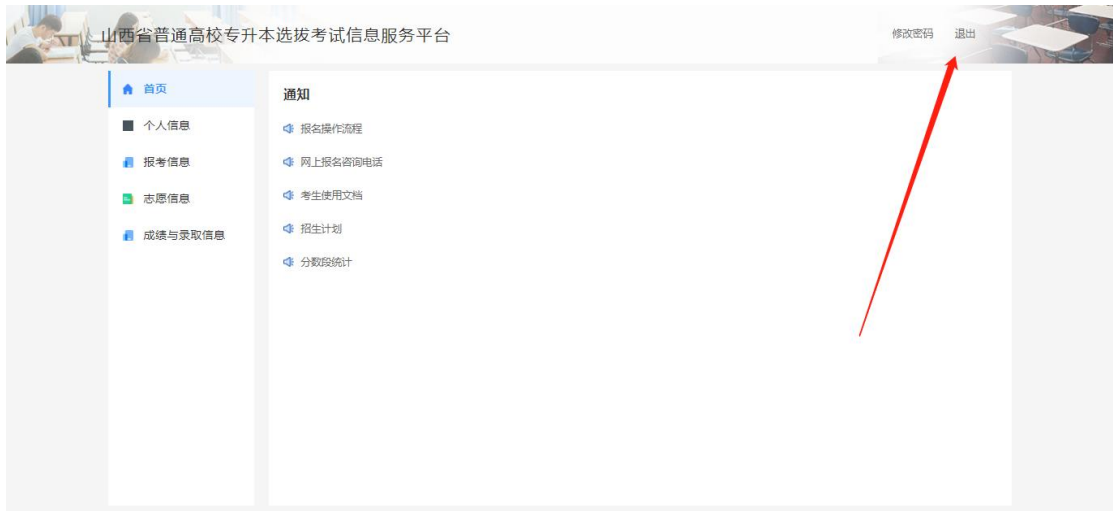 山西省普通高校专升本选拔考试信息服务平台
修改密码 退出
首页
个人信息
报考信息
志愿信息
成绩与录取信息
通知
报名操作流程
网上报名咨询电话
考生使用文档
招生计划
分数段统计